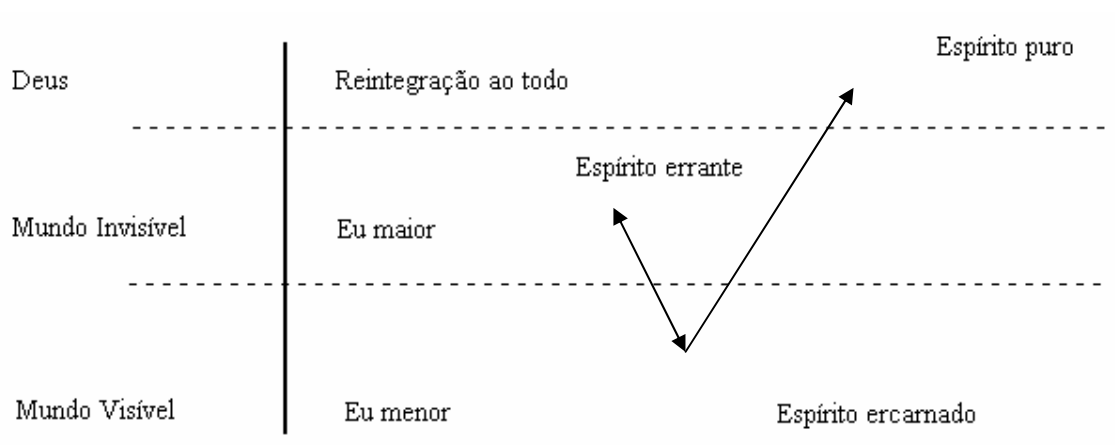 Espírito puro
Deus
Reintegração ao todo
Espírito errante
Mundo Invisível
Eu maior
Mundo Visível
Eu menor
Espírito ercarnado